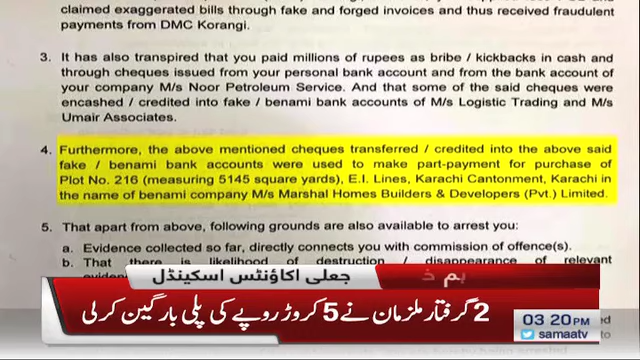 claimed exaggerated bills through fake and forged invoices and thus received fraudulent
payments from DMC Korangi.
3. It has also transpired that you paid millions of rupees as bribe / kickbacks in cash and
through cheques issued from your personal bank account and from the bank account of
your company M/s Noor Petroleum Service. And that some of the said cheques were
encashed / credited into fake / benami bank accounts of M/s Logistic Trading and M/s
Umair Associates.
4. Furthermore, the above mentioned cheques transferred / credited into the above said
fake / benami bank accounts were used to make part-payment for purchase of
Plot No. 216 (measuring 5145 square yards), E.I. Lines, Karachi Cantonment, Karachi in
the name of benami company M/s Marshal Homes Builders & Developers (Pvt.) Limited.
5. That apart from above, following grounds are also available to arrest you:
a. Evidence collected so far, directly connects you with commission of offence(s).
b. That there is likelihood of destruction / disappearance of relevant
جعلی اکاؤنٹس اسکینڈل
2 گرفتار ملزمان نے 5 کروڑ روپے کی پلی بارگین کرلی
03:20PM
samaatv